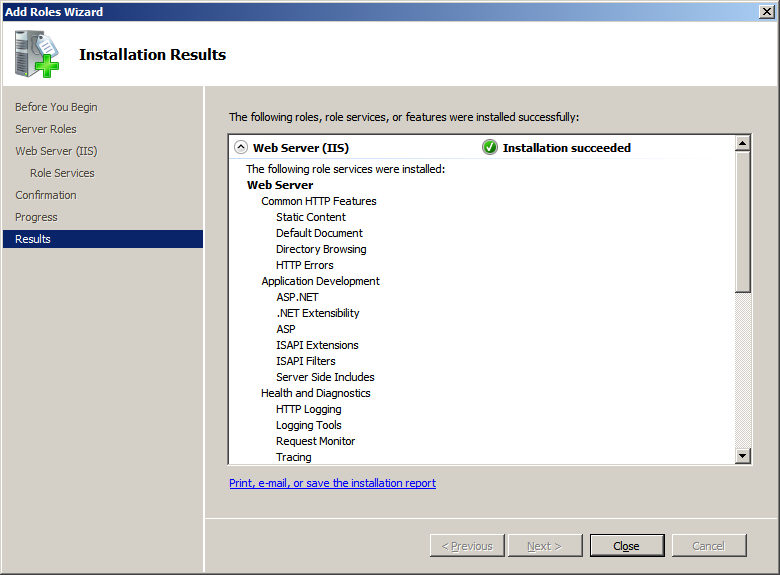 Add Roles Wizard
Installation Results
Before You Begin
Server Roles
Web Server (IIS)
Role Services
Confirmation
Progress
Results
The following roles, role services, or features were installed successfully:
Web Server (IIS) Installation succeeded
The following role services were installed:
Web Server
Common HTTP Features
Static Content
Default Document
Directory Browsing
HTTP Errors
Application Development
ASP.NET
.NET Extensibility
ASP
ISAPI Extensions
ISAPI Filters
Server Side Includes
Health and Diagnostics
HTTP Logging
Logging Tools
Request Monitor
Tracing
Print, e-mail, or save the installation report
< Previous Next > Close Cancel